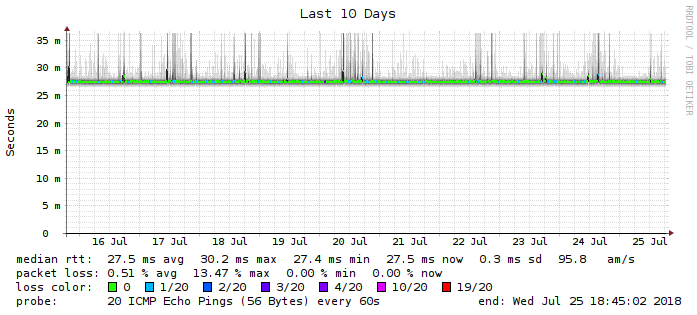 Last 10 Days
RRDTOOL / TOBI OETIKER
Seconds
35 m
30 m
25 m
20 m
15 m
10 m
5 m
0
16 Jul 17 Jul 18 Jul 19 Jul 20 Jul 21 Jul 22 Jul 23 Jul 24 Jul 25 Jul
median rtt: 27.5 ms avg 30.2 ms max 27.4 ms min 27.5 ms now 0.3 ms sd 95.8 am/s
packet loss: 0.51 % avg 13.47 % max 0.00 % min 0.00 % now
loss color: 0 1/20 2/20 3/20 4/20 10/20 19/20
probe: 20 ICMP Echo Pings (56 Bytes) every 60s end: Wed Jul 25 18:45:02 2018